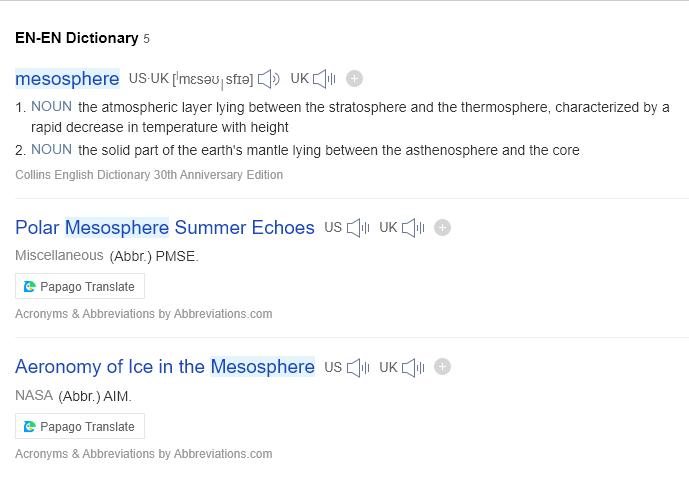 EN-EN Dictionary 5
mesosphere US·UK [ˈmɛsəʊˌsfɪə] UK
1. NOUN the atmospheric layer lying between the stratosphere and the thermosphere, characterized by a
rapid decrease in temperature with height
2. NOUN the solid part of the earth's mantle lying between the asthenosphere and the core
Collins English Dictionary 30th Anniversary Edition
Polar Mesosphere Summer Echoes US UK
Miscellaneous (Abbr.) PMSE.
Papago Translate
Acronyms & Abbreviations by Abbreviations.com
Aeronomy of Ice in the Mesosphere US UK
NASA (Abbr.) AIM.
Papago Translate
Acronyms & Abbreviations by Abbreviations.com